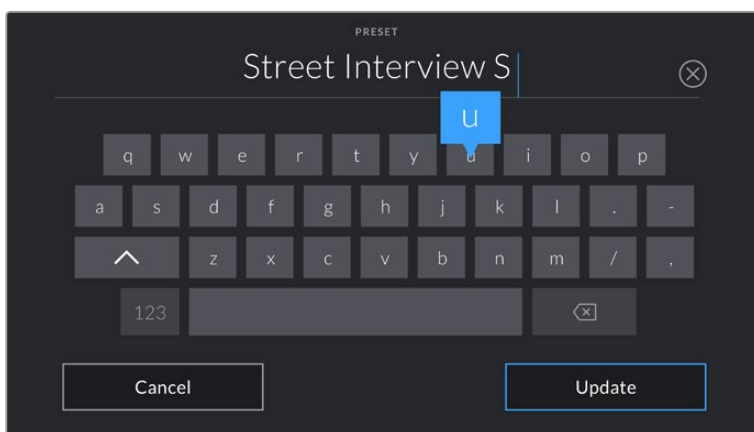 PRESET
Street Interview S
u
q w e r t y u i o p
a s d f g h j k l . -
z x c v b n m / ,
123
Cancel Update